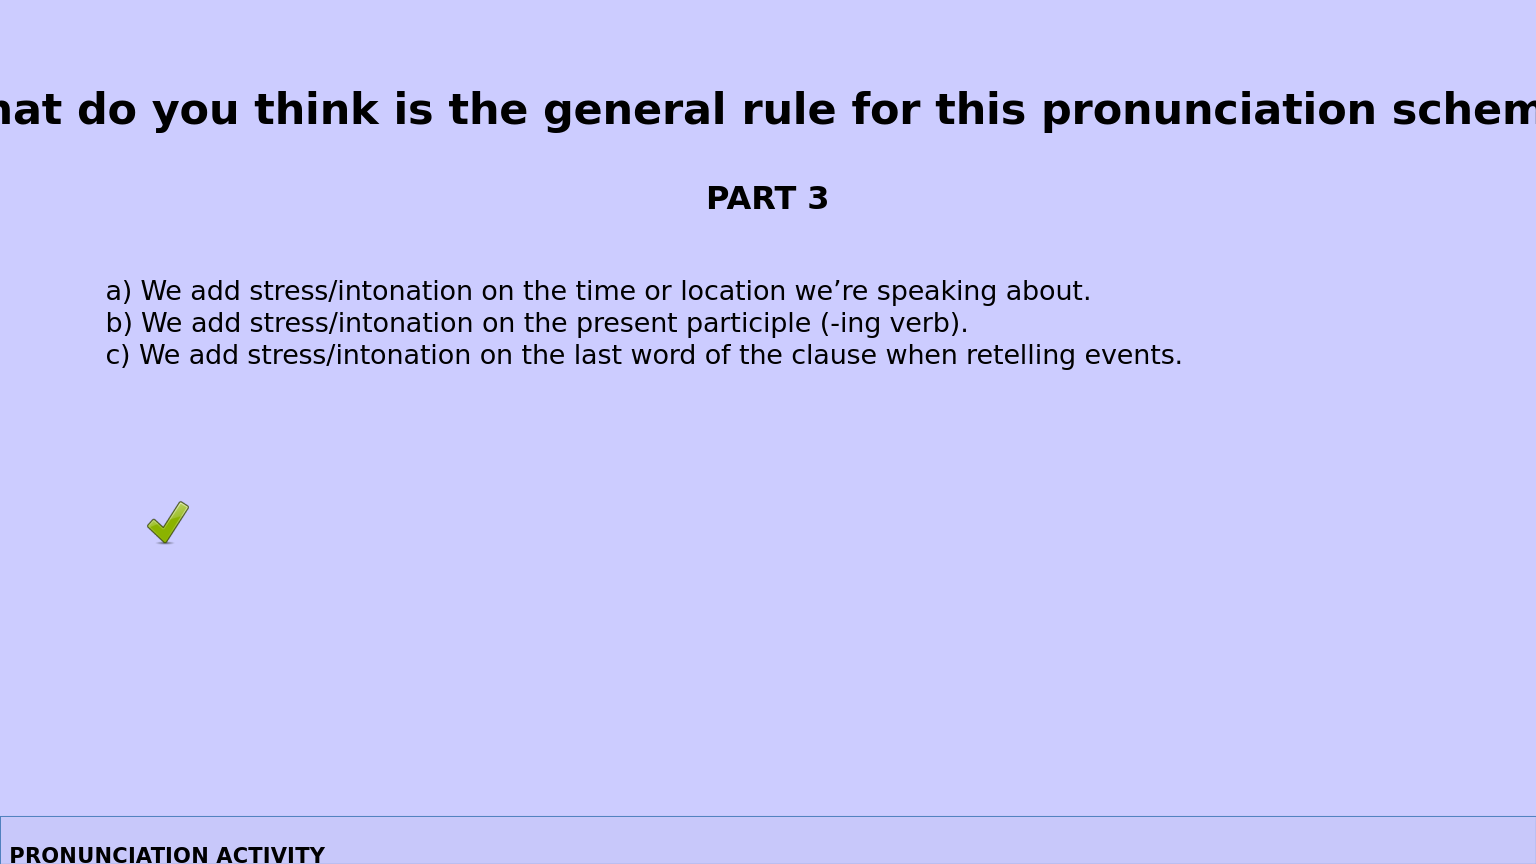 hat do you think is the general rule for this pronunciation schem
PART 3
a) We add stress/intonation on the time or location we’re speaking about.
b) We add stress/intonation on the present participle (-ing verb).
c) We add stress/intonation on the last word of the clause when retelling events.
PRONUNCIATION ACTIVITY